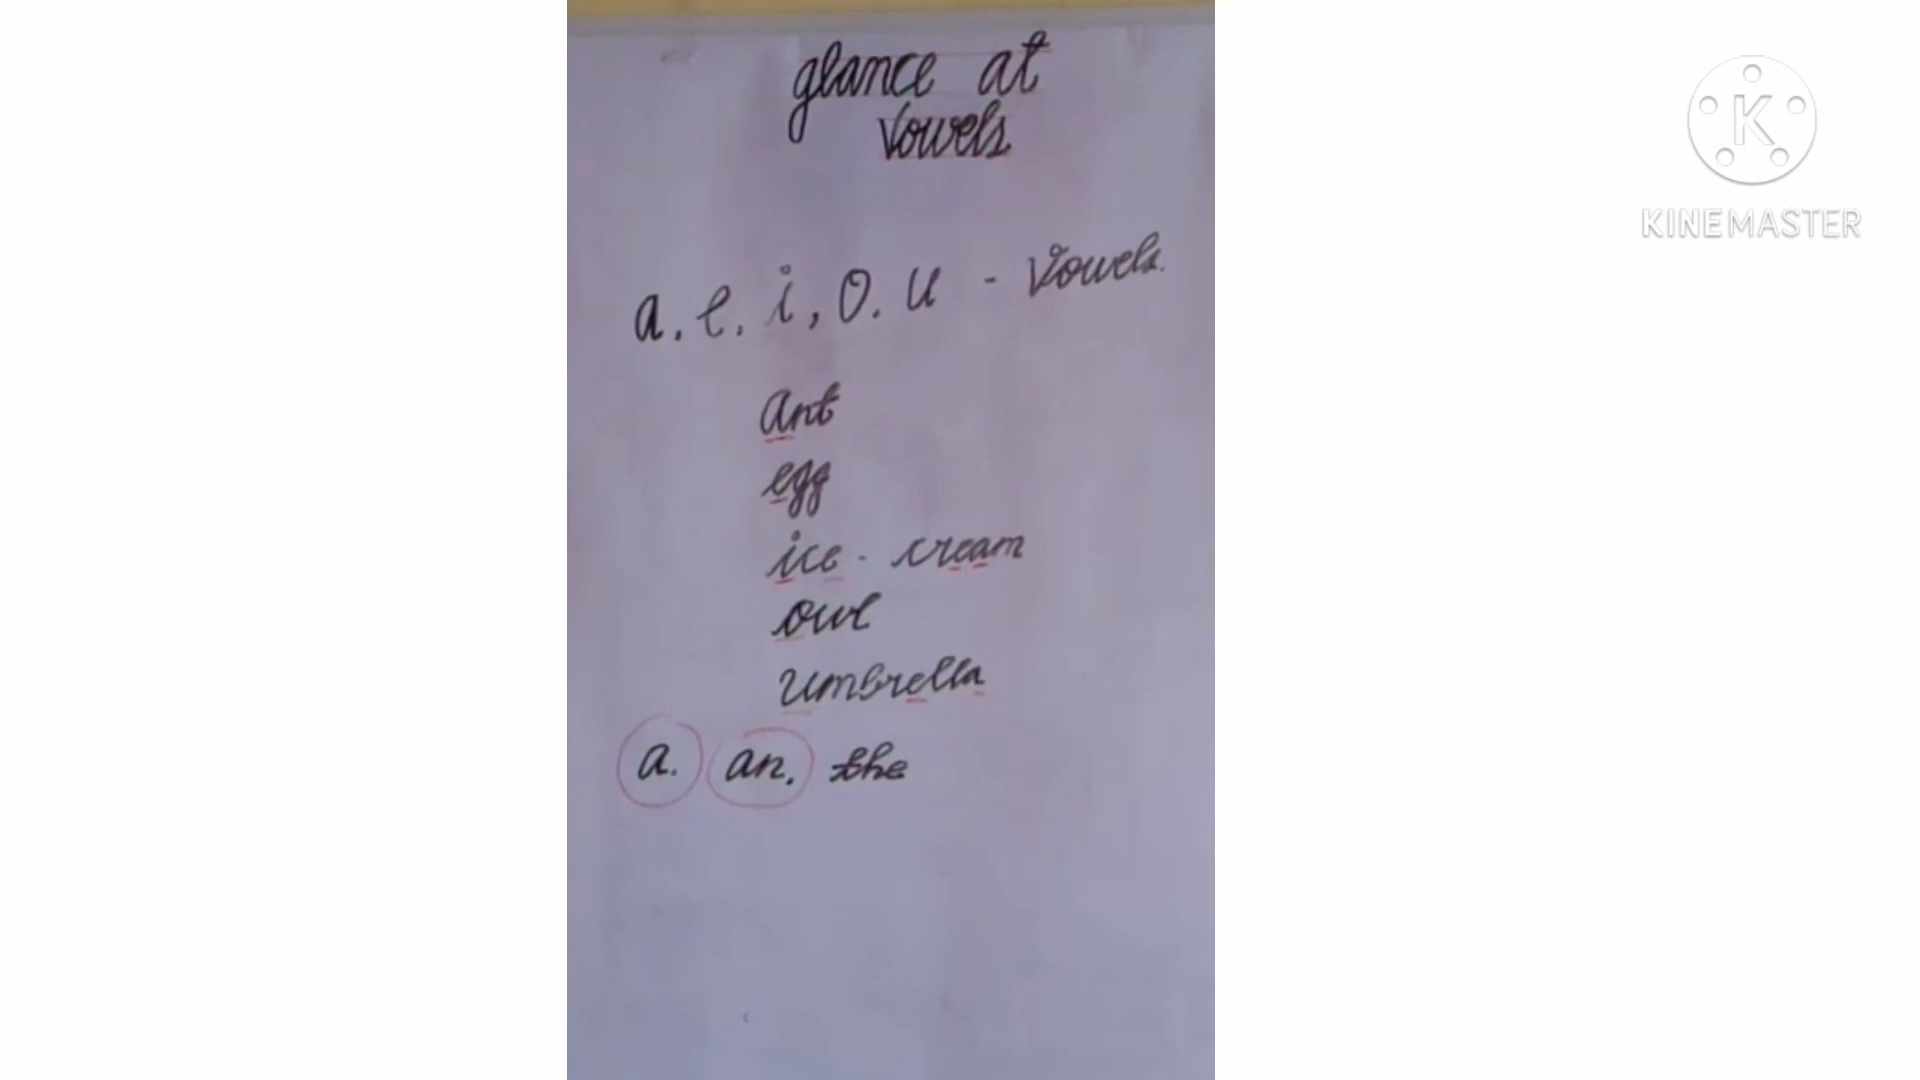 glance at
Vowels
a. e. i, O. u - Vowels.
Ant
egg
ice - cream
owl
umbrella
a. an. the
KINEMASTER